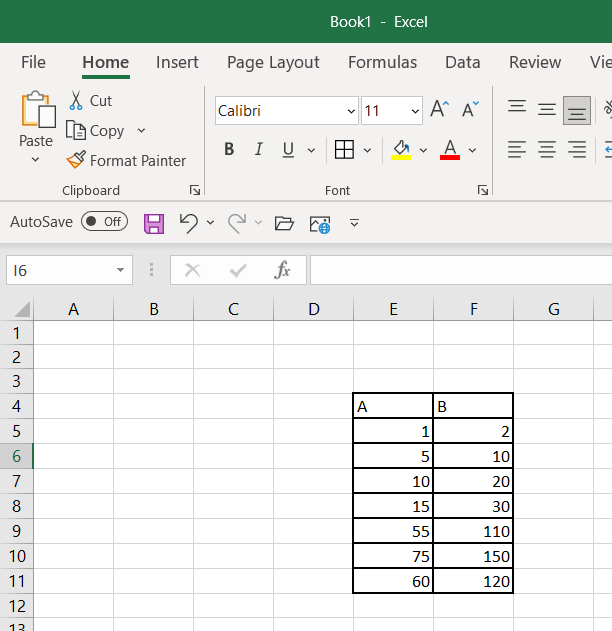 Book1 - Excel
File Home Insert Page Layout Formulas Data Review Vie
Cut
Copy
Paste
Format Painter
Clipboard
Calibri 11
B I U A
Font
AutoSave Off
I6 fx
A B C D E F G
1
2
3
4 A B
5 1 2
6 5 10
7 10 20
8 15 30
9 55 110
10 75 150
11 60 120
12
13